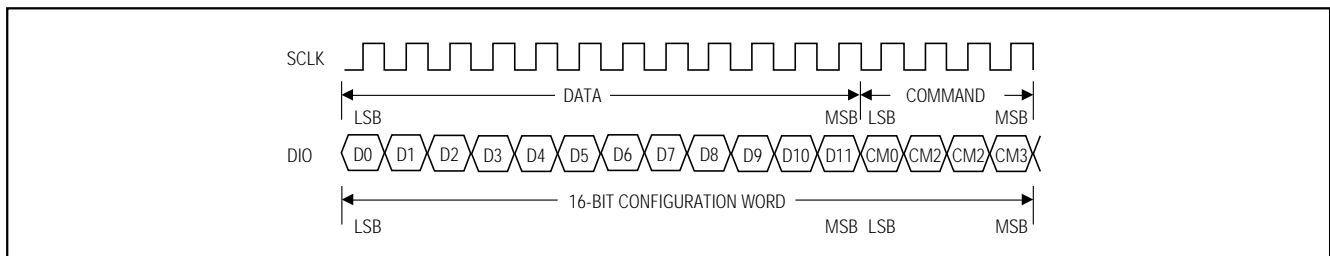 SCLK
DATA COMMAND
LSB MSB LSB MSB
DIO D0 D1 D2 D3 D4 D5 D6 D7 D8 D9 D10 D11 CM0 CM2 CM2 CM3
16-BIT CONFIGURATION WORD
LSB MSB LSB MSB